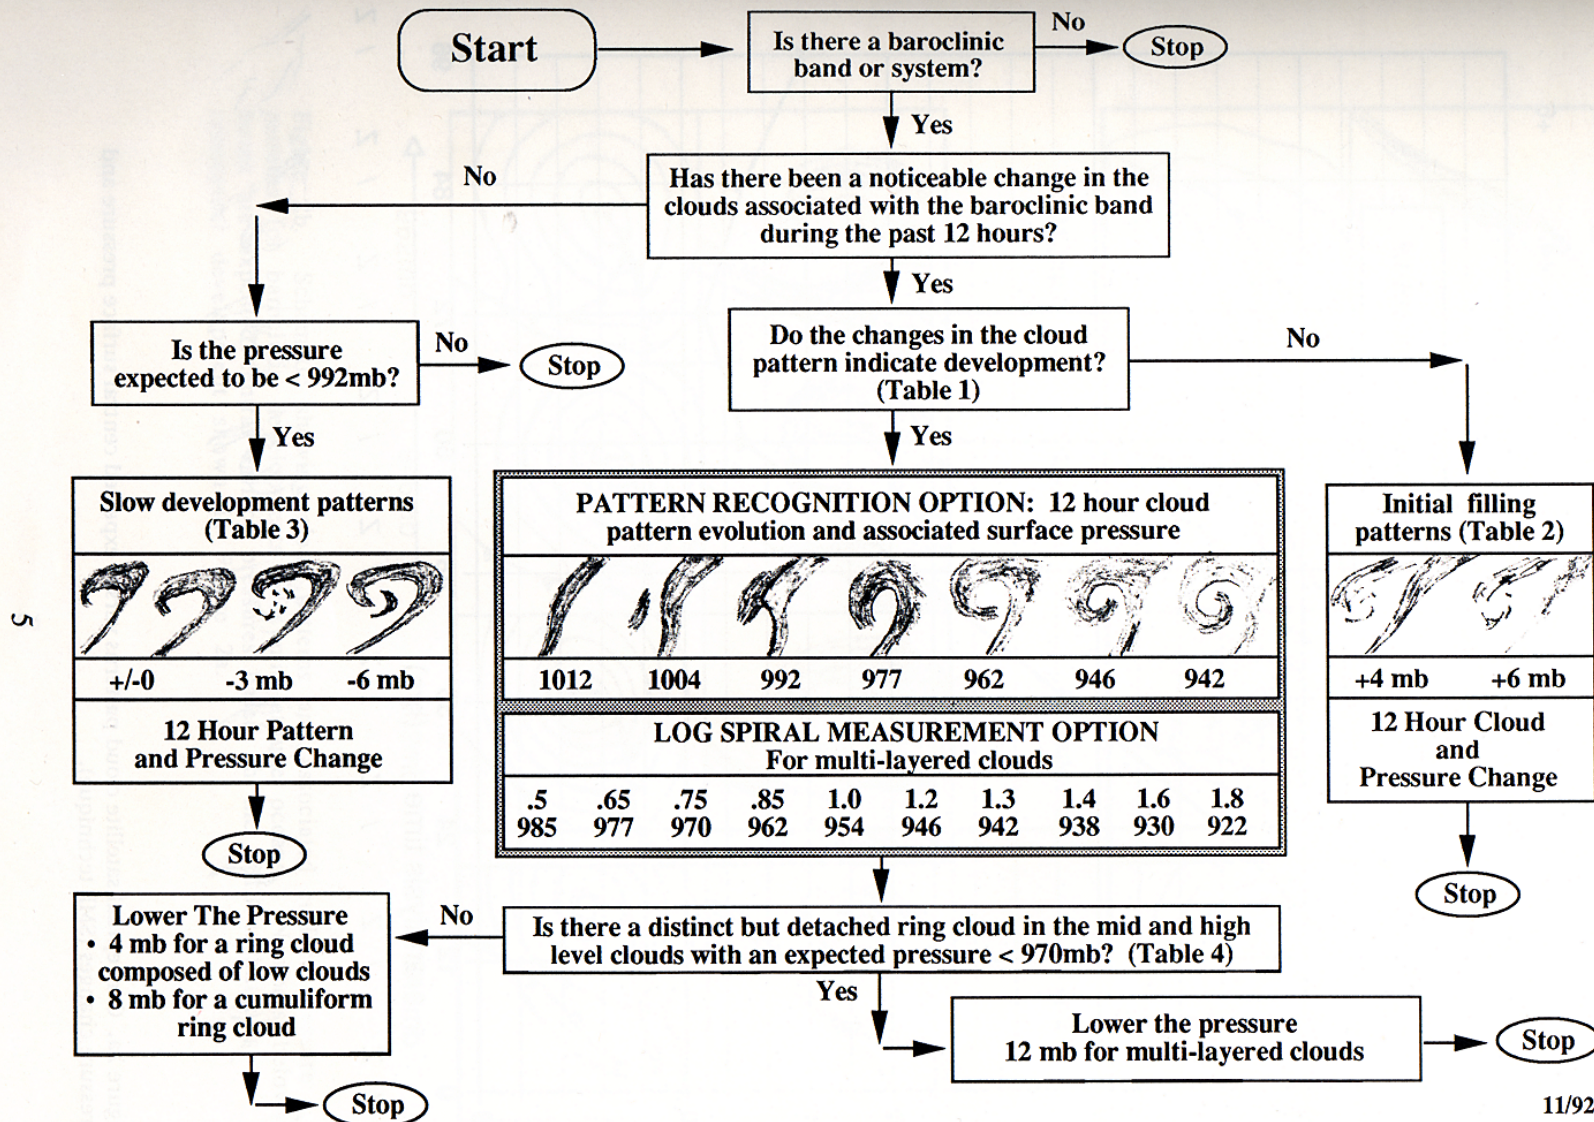 Start
Is there a baroclinic
band or system?
No
Stop
Yes
Has there been a noticeable change in the
clouds associated with the baroclinic band
during the past 12 hours?
No
Yes
Is the pressure
expected to be < 992mb?
No
Stop
Do the changes in the cloud
pattern indicate development?
(Table 1)
No
Yes
Yes
Slow development patterns
(Table 3)
+/-0 -3 mb -6 mb
12 Hour Pattern
and Pressure Change
Stop
PATTERN RECOGNITION OPTION: 12 hour cloud
pattern evolution and associated surface pressure
1012 1004 992 977 962 946 942
LOG SPIRAL MEASUREMENT OPTION
For multi-layered clouds
.5 .65 .75 .85 1.0 1.2 1.3 1.4 1.6 1.8
985 977 970 962 954 946 942 938 930 922
Initial filling
patterns (Table 2)
+4 mb +6 mb
12 Hour Cloud
and
Pressure Change
Stop
Is there a distinct but detached ring cloud in the mid and high
level clouds with an expected pressure < 970mb? (Table 4)
No
Lower The Pressure
• 4 mb for a ring cloud
composed of low clouds
• 8 mb for a cumuliform
ring cloud
Stop
Yes
Lower the pressure
12 mb for multi-layered clouds
Stop
5
11/92